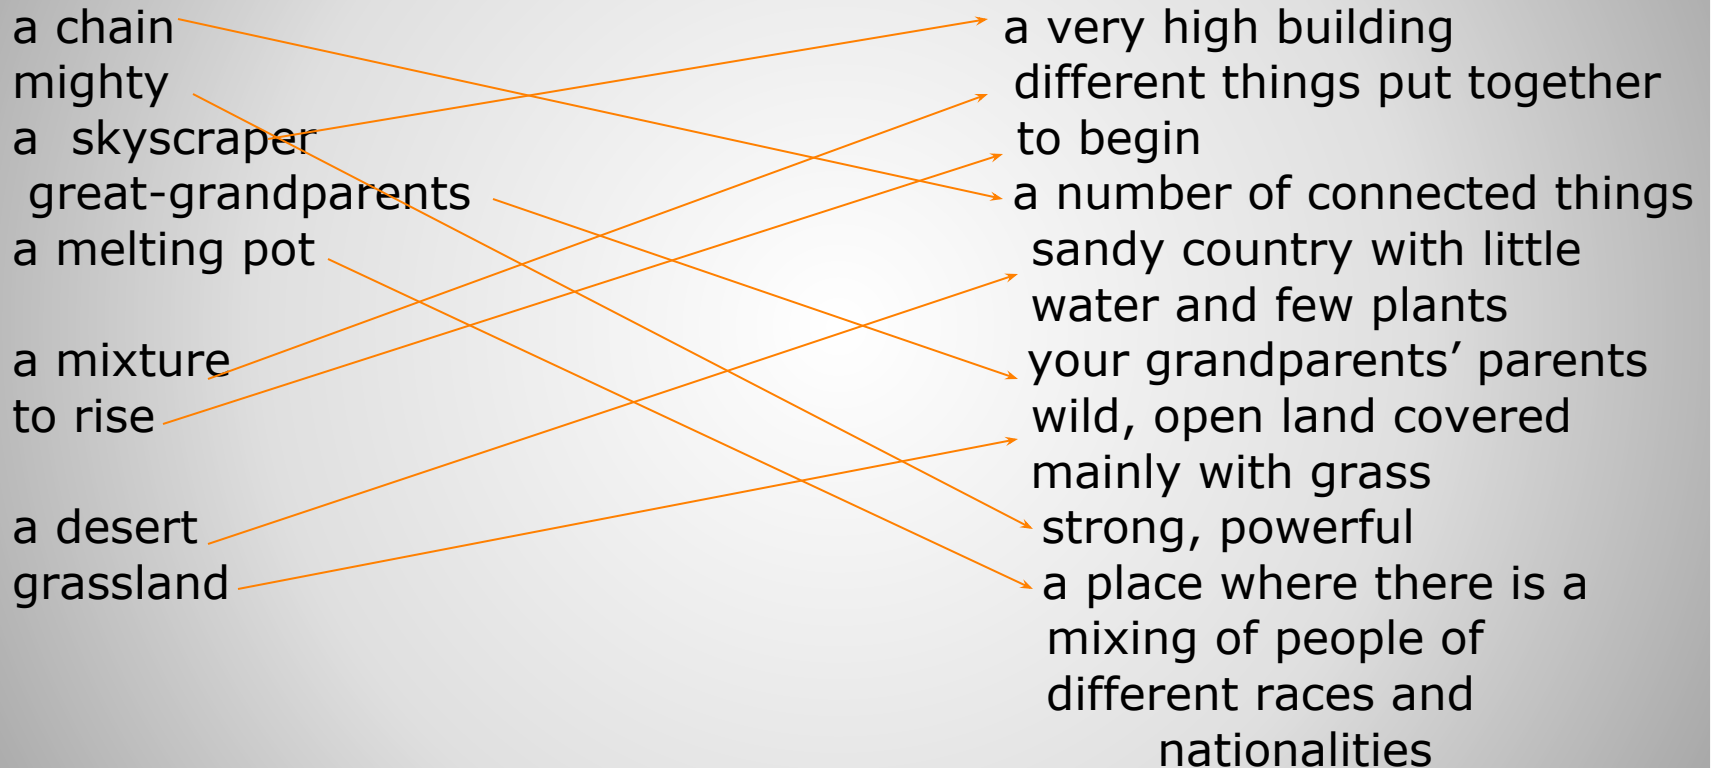 a chain
mighty
a skyscraper
great-grandparents
a melting pot
a mixture
to rise
a desert
grassland
a very high building
different things put together
to begin
a number of connected things
sandy country with little
water and few plants
your grandparents’ parents
wild, open land covered
mainly with grass
strong, powerful
a place where there is a
mixing of people of
different races and
nationalities